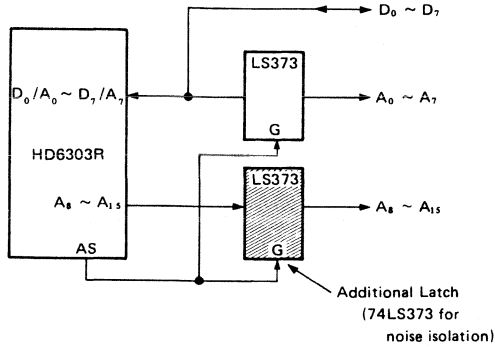 D₀ ~ D₇
LS373
D₀/A₀ ~ D₇/A₇
A₀ ~ A₇
G
HD6303R
LS373
A₈ ~ A₁₅
A₈ ~ A₁₅
AS
G
Additional Latch
(74LS373 for
noise isolation)